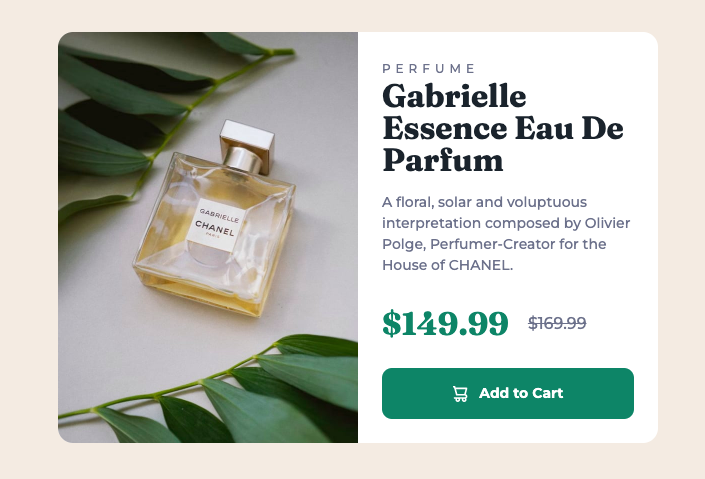 GABRIELLE
CHANEL
PARIS
PERFUME
Gabrielle
Essence Eau De
Parfum
A floral, solar and voluptuous
interpretation composed by Olivier
Polge, Perfumer-Creator for the
House of CHANEL.
$149.99 $169.99
Add to Cart